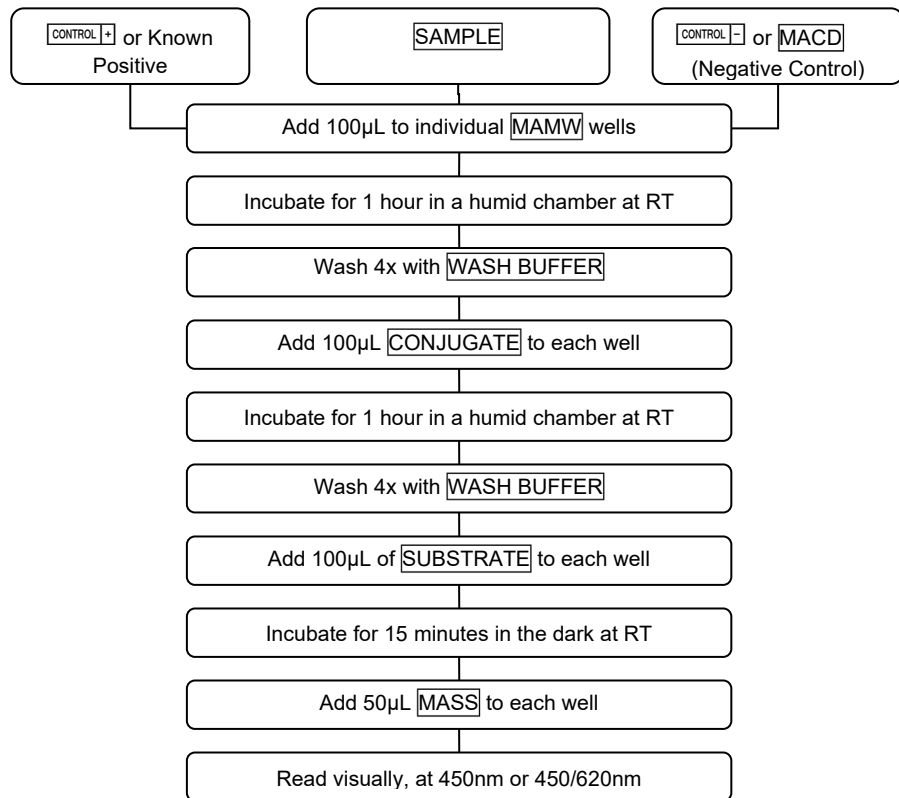 CONTROL + or Known
Positive
SAMPLE
CONTROL - or MACD
(Negative Control)
Add 100µL to individual MAMW wells
Incubate for 1 hour in a humid chamber at RT
Wash 4x with WASH BUFFER
Add 100µL CONJUGATE to each well
Incubate for 1 hour in a humid chamber at RT
Wash 4x with WASH BUFFER
Add 100µL of SUBSTRATE to each well
Incubate for 15 minutes in the dark at RT
Add 50µL MASS to each well
Read visually, at 450nm or 450/620nm